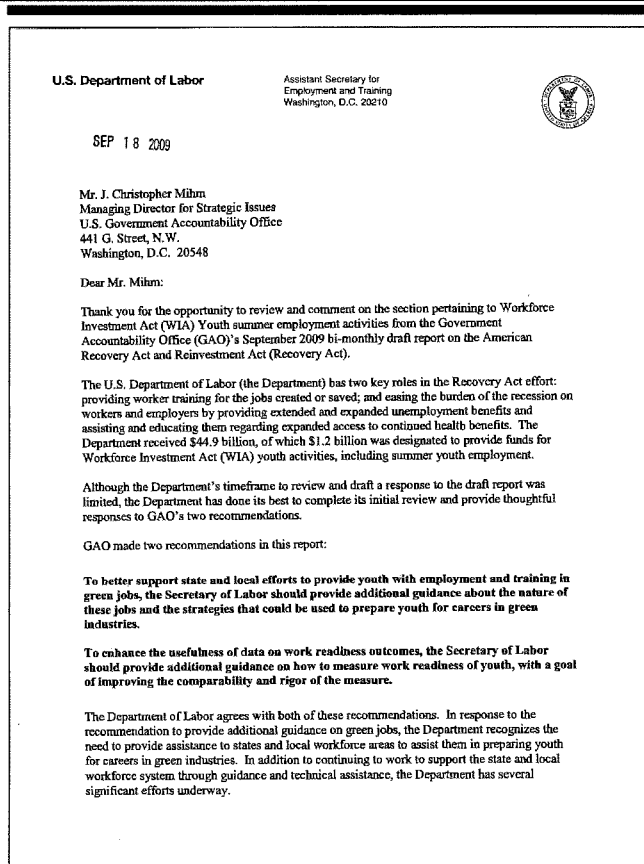 U.S. Department of Labor
Assistant Secretary for
Employment and Training
Washington, D.C. 20210
SEP 18 2009
Mr. J. Christopher Mihm
Managing Director for Strategic Issues
U.S. Government Accountability Office
441 G. Street, N.W.
Washington, D.C. 20548
Dear Mr. Mihm:
Thank you for the opportunity to review and comment on the section pertaining to Workforce
Investment Act (WIA) Youth summer employment activities from the Government
Accountability Office (GAO)'s September 2009 bi-monthly draft report on the American
Recovery Act and Reinvestment Act (Recovery Act).
The U.S. Department of Labor (the Department) has two key roles in the Recovery Act effort:
providing worker training for the jobs created or saved; and easing the burden of the recession on
workers and employers by providing extended and expanded unemployment benefits and
assisting and educating them regarding expanded access to continued health benefits. The
Department received $44.9 billion, of which $1.2 billion was designated to provide funds for
Workforce Investment Act (WIA) youth activities, including summer youth employment.
Although the Department's timeframe to review and draft a response to the draft report was
limited, the Department has done its best to complete its initial review and provide thoughtful
responses to GAO's two recommendations.
GAO made two recommendations in this report:
To better support state and local efforts to provide youth with employment and training in
green jobs, the Secretary of Labor should provide additional guidance about the nature of
these jobs and the strategies that could be used to prepare youth for careers in green
industries.
To enhance the usefulness of data on work readiness outcomes, the Secretary of Labor
should provide additional guidance on how to measure work readiness of youth, with a goal
of improving the comparability and rigor of the measure.
The Department of Labor agrees with both of these recommendations. In response to the
recommendation to provide additional guidance on green jobs, the Department recognizes the
need to provide assistance to states and local workforce areas to assist them in preparing youth
for careers in green industries. In addition to continuing to work to support the state and local
workforce system through guidance and technical assistance, the Department has several
significant efforts underway.